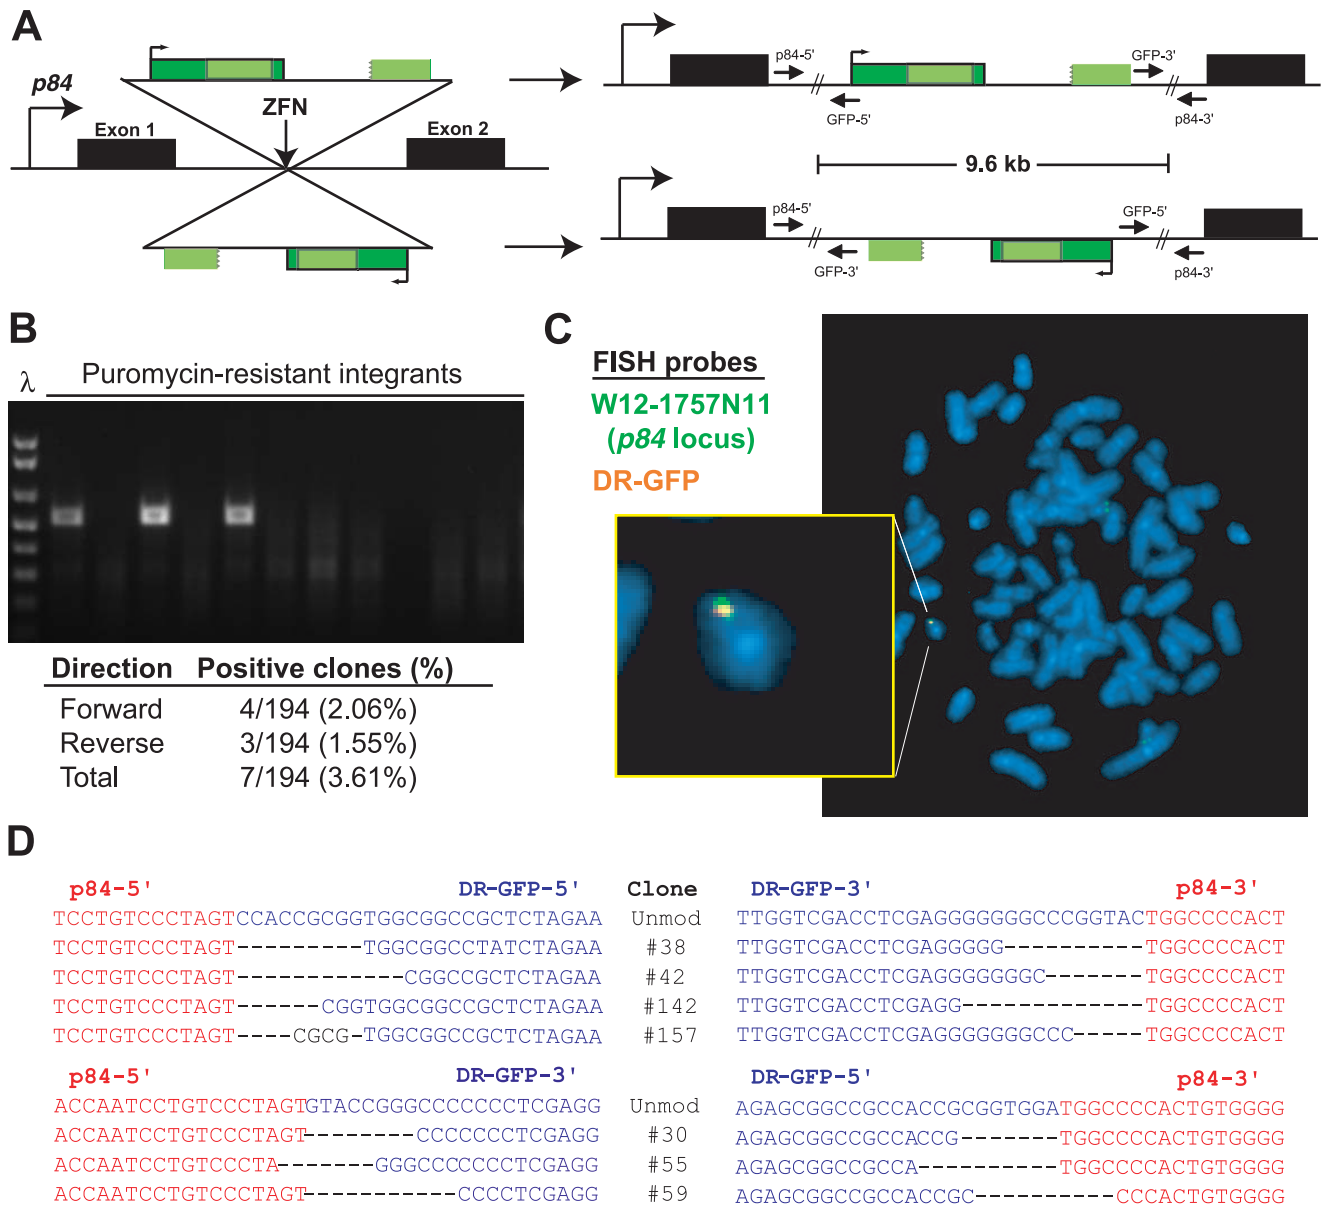 A
p84
ZFN
Exon 1
Exon 2
p84-5'
GFP-3'
GFP-5'
p84-3'
9.6 kb
p84-5'
GFP-5'
GFP-3'
p84-3'
B
λ
Puromycin-resistant integrants
Direction Positive clones (%)
Forward 4/194 (2.06%)
Reverse 3/194 (1.55%)
Total 7/194 (3.61%)
C
FISH probes
W12-1757N11
(p84 locus)
DR-GFP
D
p84-5' DR-GFP-5' Clone DR-GFP-3' p84-3'
TCCTGTCCCTAGTCCACCGCGGTGGCGGCCGCTCTAGAA Unmod TTGGTCGACCTCGAGGGGGGGCCCGGTACTGGCCCCACT
TCCTGTCCCTAGT---------TGGCGGCCTATCTAGAA #38 TTGGTCGACCTCGAGGGGG----------TGGCCCCACT
TCCTGTCCCTAGT------------CGGCCGCTCTAGAA #42 TTGGTCGACCTCGAGGGGGGGC-------TGGCCCCACT
TCCTGTCCCTAGT------CGGTGGCGGCCGCTCTAGAA #142 TTGGTCGACCTCGAGG-------------TGGCCCCACT
TCCTGTCCCTAGT----CGCG-TGGCGGCCGCTCTAGAA #157 TTGGTCGACCTCGAGGGGGGGCCC-----TGGCCCCACT
p84-5' DR-GFP-3' DR-GFP-5' p84-3'
ACCAATCCTGTCCCTAGTGTACCGGGCCCCCCCTCGAGG Unmod AGAGCGGCCGCCACCGCGGTGGATGGCCCCACTGTGGGG
ACCAATCCTGTCCCTAGT--------CCCCCCCTCGAGG #30 AGAGCGGCCGCCACCG-------TGGCCCCACTGTGGGG
ACCAATCCTGTCCCTA-------GGGCCCCCCCTCGAGG #55 AGAGCGGCCGCCA----------TGGCCCCACTGTGGGG
ACCAATCCTGTCCCTAGT-----------CCCCTCGAGG #59 AGAGCGGCCGCCACCGC----------CCCACTGTGGGG